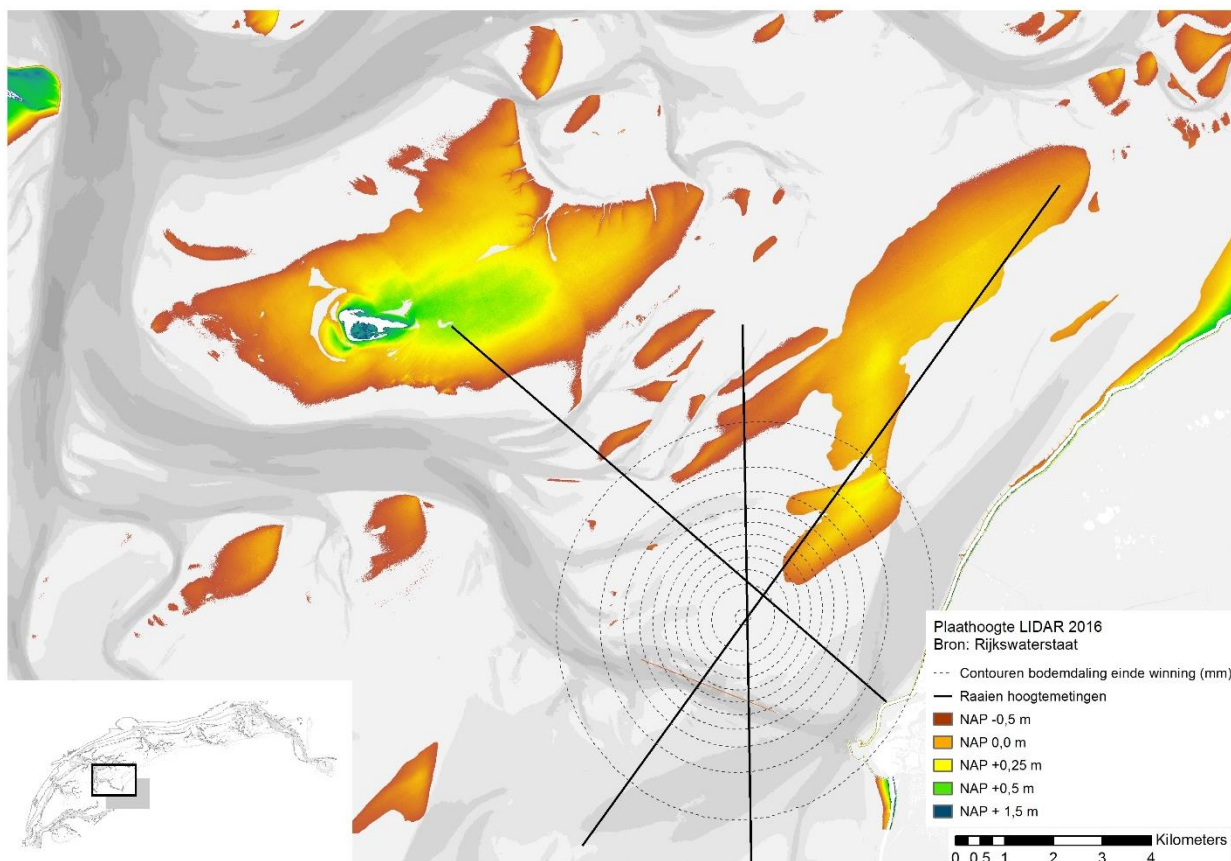 Plaathoogte LIDAR 2016
Bron: Rijkswaterstaat
Contouren bodemdaling einde winning (mm)
Raaien hoogtemetingen
NAP -0,5 m
NAP 0,0 m
NAP +0,25 m
NAP +0,5 m
NAP + 1,5 m
Kilometers
0 0.5 1 2 3 4